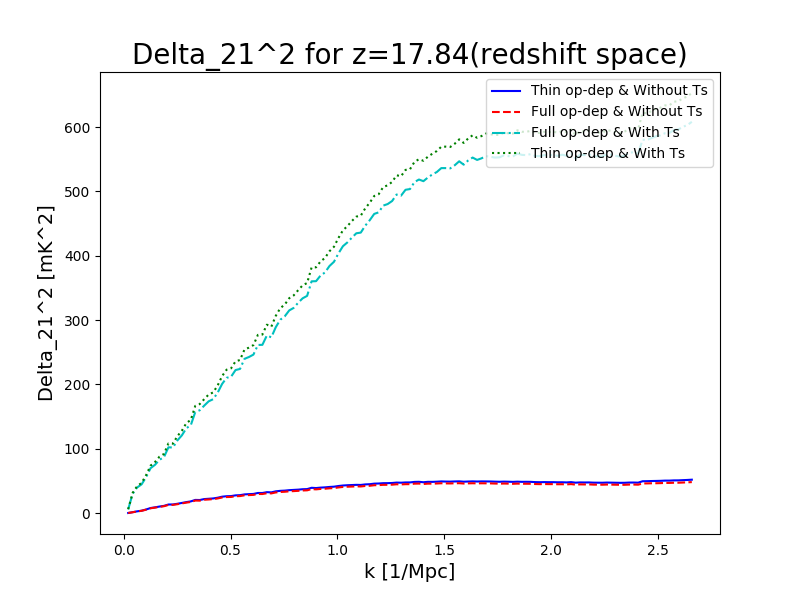 Delta_21^2 for z=17.84(redshift space)
Thin op-dep & Without Ts
Full op-dep & Without Ts
Full op-dep & With Ts
Thin op-dep & With Ts
Delta_21^2 [mK^2]
600
500
400
300
200
100
0
0.0 0.5 1.0 1.5 2.0 2.5
k [1/Mpc]